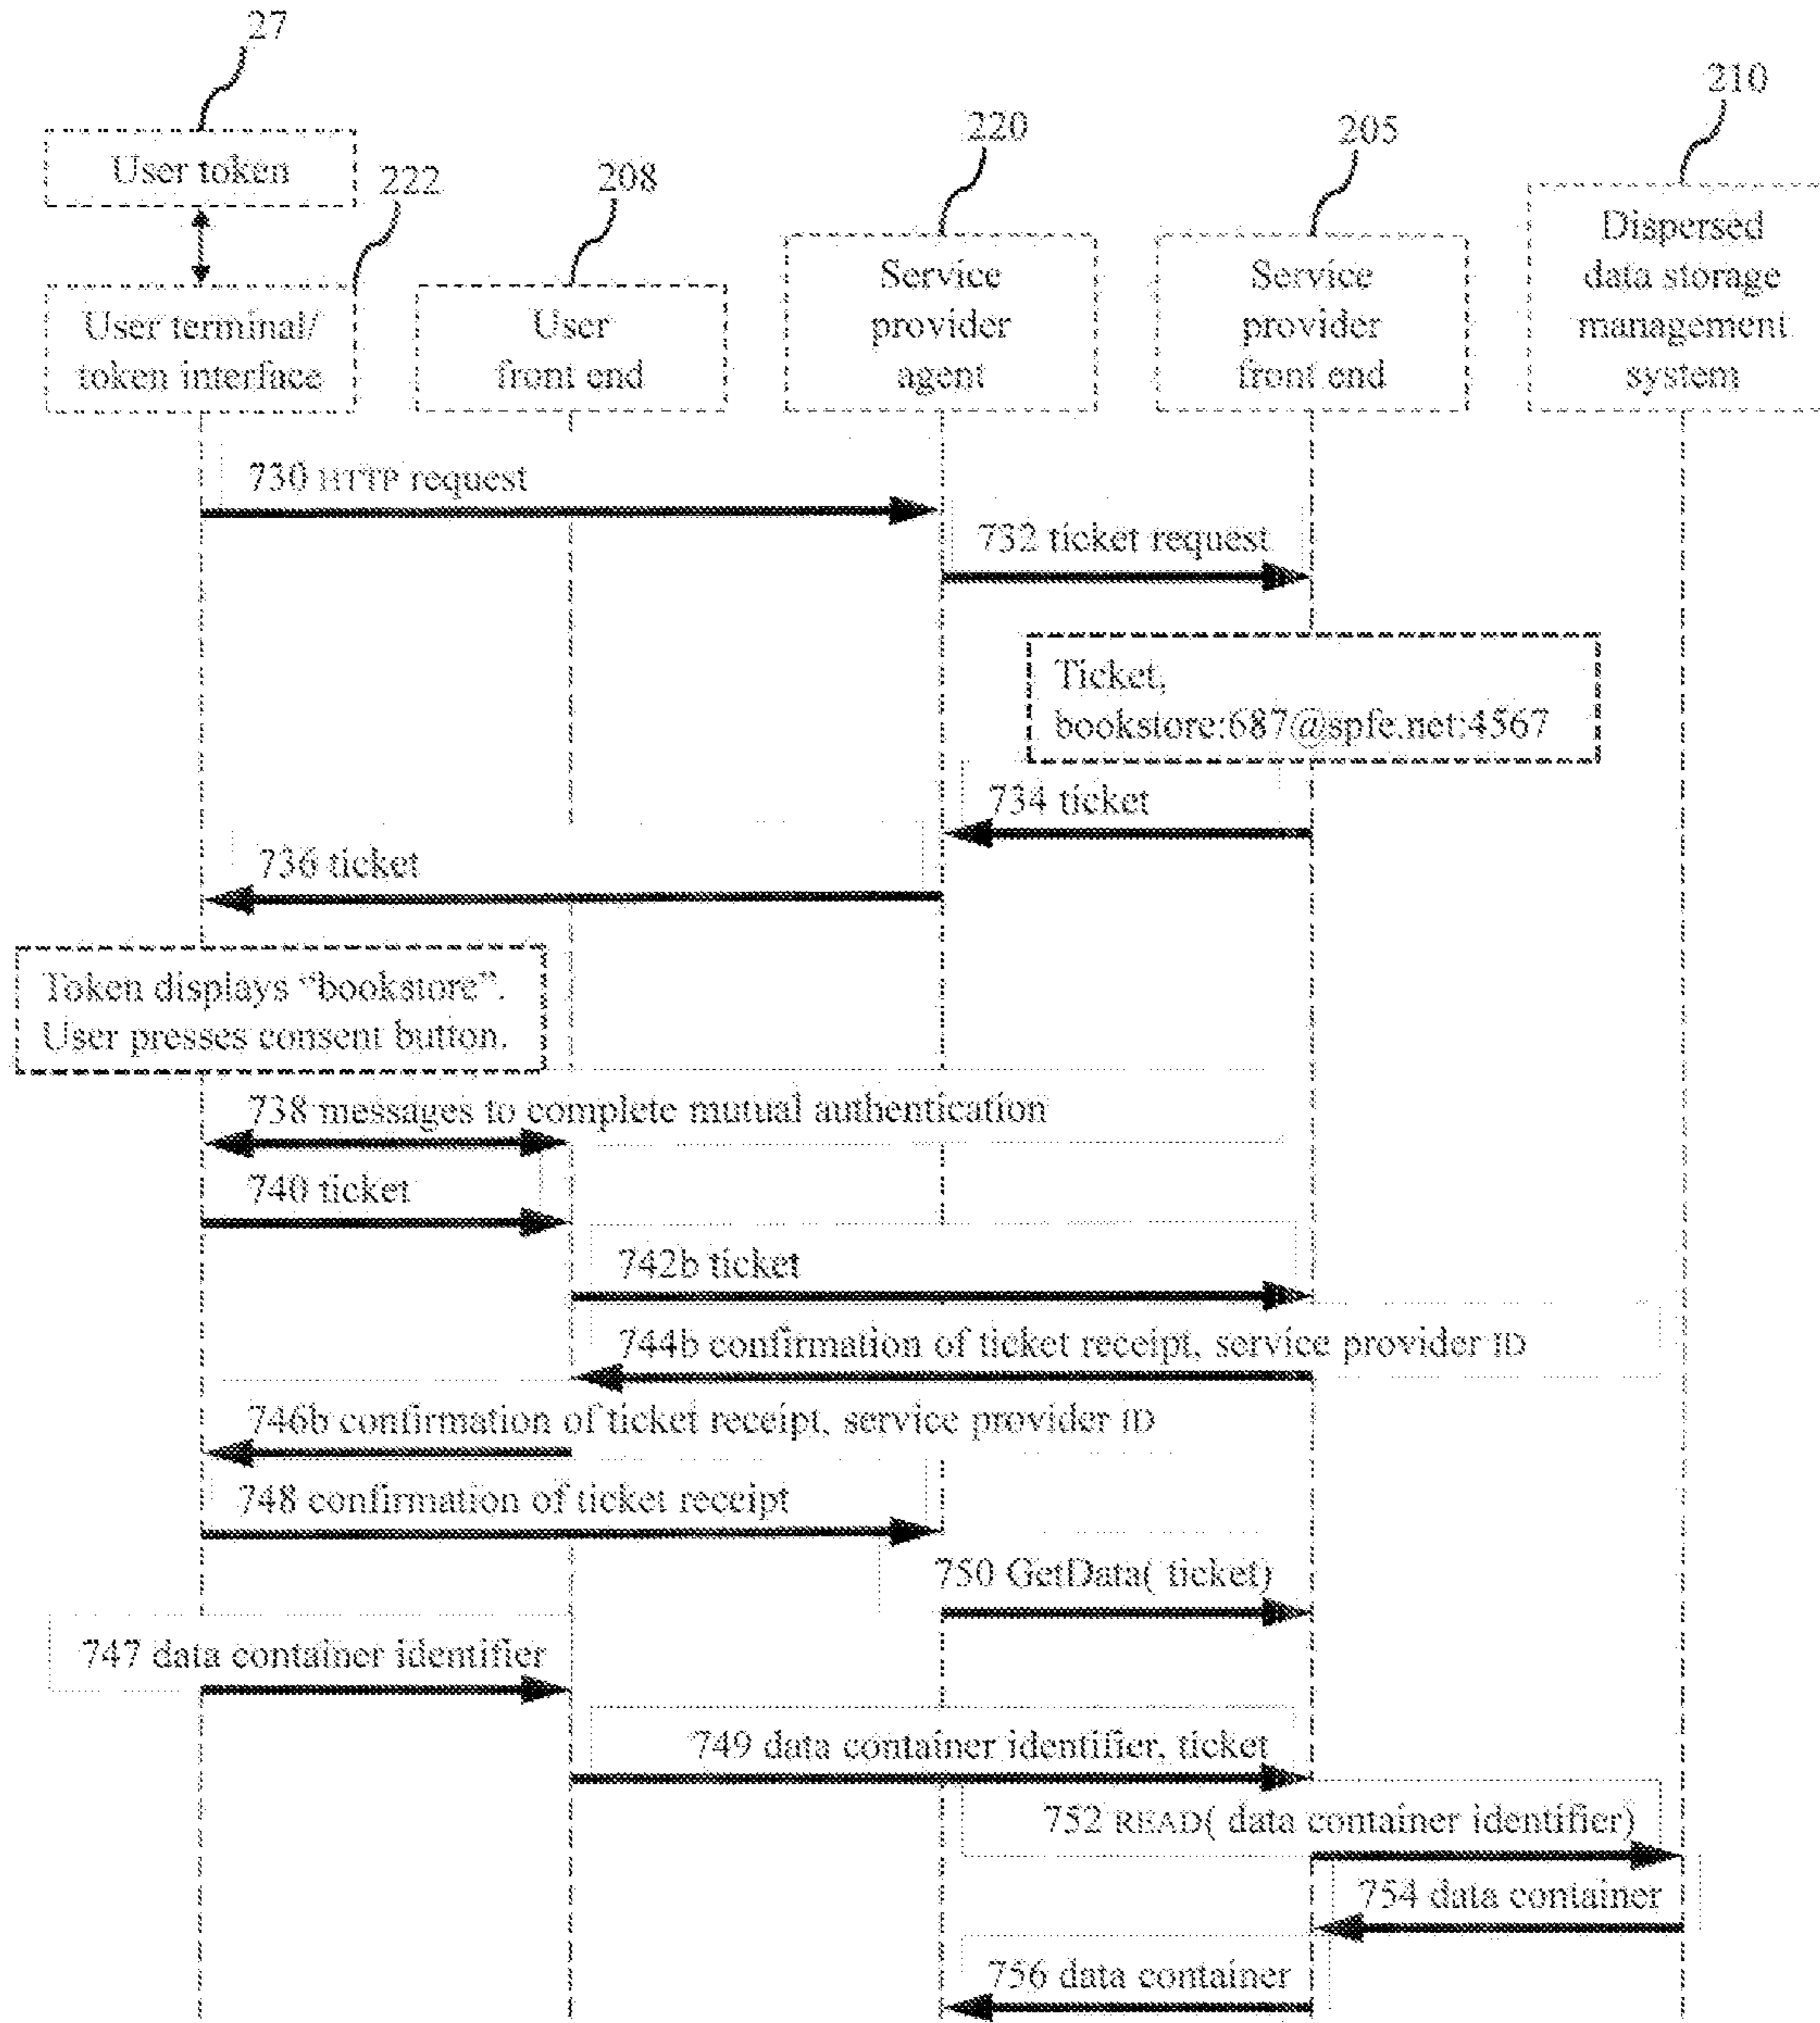 27
210
220
205
User token
222
208
User terminal/
token interface
User
front end
Service
provider
agent
Service
provider
front end
Dispersed
data storage
management
system
730 HTTP request
732 ticket request
Ticket,
bookstore:687@spfe.net:4567
734 ticket
736 ticket
Token displays “bookstore”.
User presses consent button.
738 messages to complete mutual authentication
740 ticket
742b ticket
744b confirmation of ticket receipt, service provider ID
746b confirmation of ticket receipt, service provider ID
748 confirmation of ticket receipt
750 GetData( ticket)
747 data container identifier
749 data container identifier, ticket
752 READ( data container identifier)
754 data container
756 data container